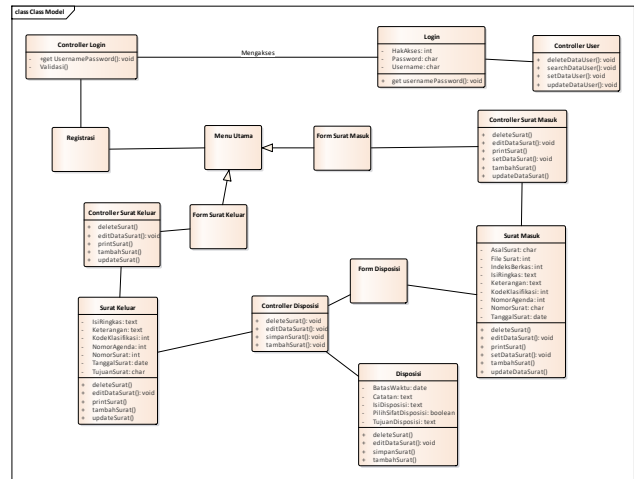 class Class Model
Controller Login
- +get UsernamePassword(): void
- Validasi()
Mengakses
Login
- HakAkses: int
- Password: char
- Username: char
+ get usernamePassword(): void
Controller User
+ deleteDataUser(): void
+ searchDataUser(): void
+ setDataUser(): void
+ updateDataUser(): void
Registrasi
Menu Utama
Form Surat Masuk
Controller Surat Masuk
+ deleteSurat()
+ editDataSurat(): void
+ printSurat()
+ setDataSurat(): void
+ tambahSurat()
+ updateDataSurat()
Controller Surat Keluar
+ deleteSurat()
+ editDataSurat(): void
+ printSurat()
+ tambahSurat()
+ updateSurat()
Form Surat Keluar
Surat Masuk
- AsalSurat: char
- File Surat: int
- IndeksBerkas: int
- IsiRingkas: text
- Keterangan: text
- KodeKlasifikasi: int
- NomorAgenda: int
- NomorSurat: char
- TanggalSurat: date
+ deleteSurat()
+ editDataSurat(): void
+ printSurat()
+ setDataSurat(): void
+ tambahSurat()
+ updateDataSurat()
Form Disposisi
Surat Keluar
- IsiRingkas: text
- Keterangan: text
- KodeKlasifikasi: int
- NomorAgenda: int
- NomorSurat: int
- TanggalSurat: date
- TujuanSurat: char
+ deleteSurat()
+ editDataSurat(): void
+ printSurat()
+ tambahSurat()
+ updateSurat()
Controller Disposisi
+ deleteSurat(): void
+ editDataSurat(): void
+ simpanSurat(): void
+ tambahSurat(): void
Disposisi
- BatasWaktu: date
- Catatan: text
- IsiDisposisi: text
- PilihSifatDisposisi: boolean
- TujuanDisposisi: text
+ deleteSurat()
+ editDataSurat(): void
+ simpanSurat()
+ tambahSurat()